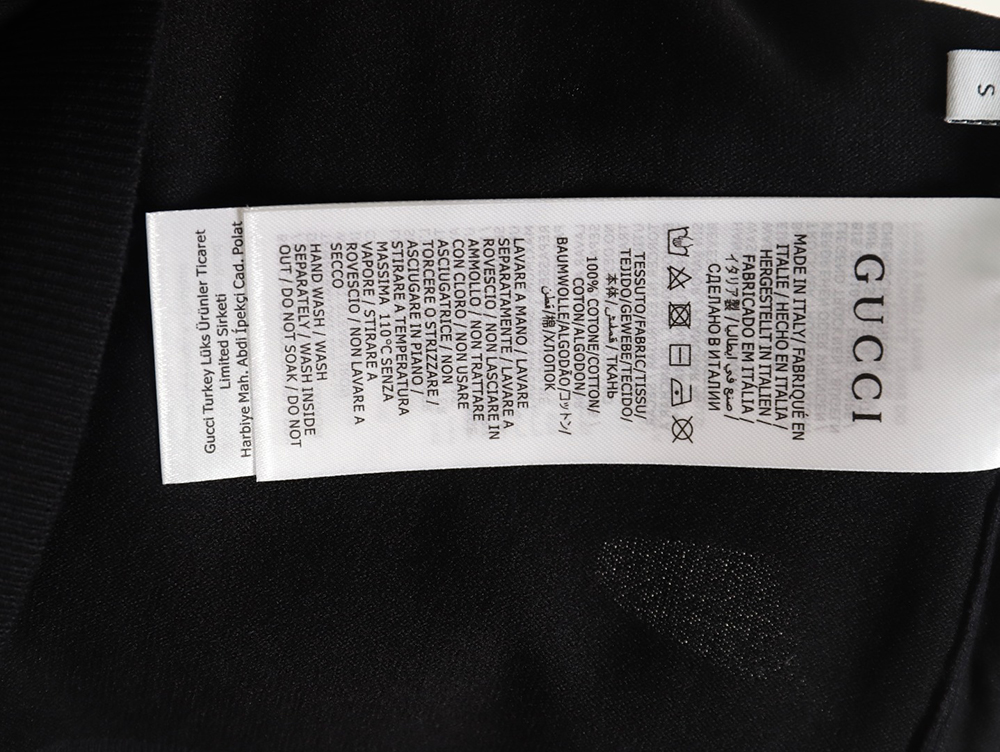 S
GUCCI
MADE IN ITALY/ FABRIQUÉ EN
ITALIE / HECHO EN ITALIA /
HERGESTELLT IN ITALIEN /
FABRICADO EM ITÁLIA /
イタリア製 / صنع في ايطاليا /
СДЕЛАНО В ИТАЛИИ
TESSUTO/FABRIC/TISSU/
TEJIDO/GEWEBE/TECIDO/
本体/ قماش/ ТКАНЬ
100% COTONE/COTTON/
COTON/ALGODON/
BAUMWOLLE/ALGODÃO/コットン/
棉/ХЛОПОК/قطن
LAVARE A MANO / LAVARE
SEPARATAMENTE / LAVARE A
ROVESCIO / NON LASCIARE IN
AMMOLLO / NON TRATTARE
CON CLORO / NON USARE
ASCIUGATRICE / NON
TORCERE O STRIZZARE /
ASCIUGARE IN PIANO /
STIRARE A TEMPERATURA
MASSIMA 110°C SENZA
VAPORE / STIRARE A
ROVESCIO / NON LAVARE A
SECCO
HAND WASH / WASH
SEPARATELY / WASH INSIDE
OUT / DO NOT SOAK / DO NOT
Gucci Turkey Lüks Ürünler Ticaret
Limited Sirketi
Harbiye Mah. Abdi İpekçi Cad. Polat